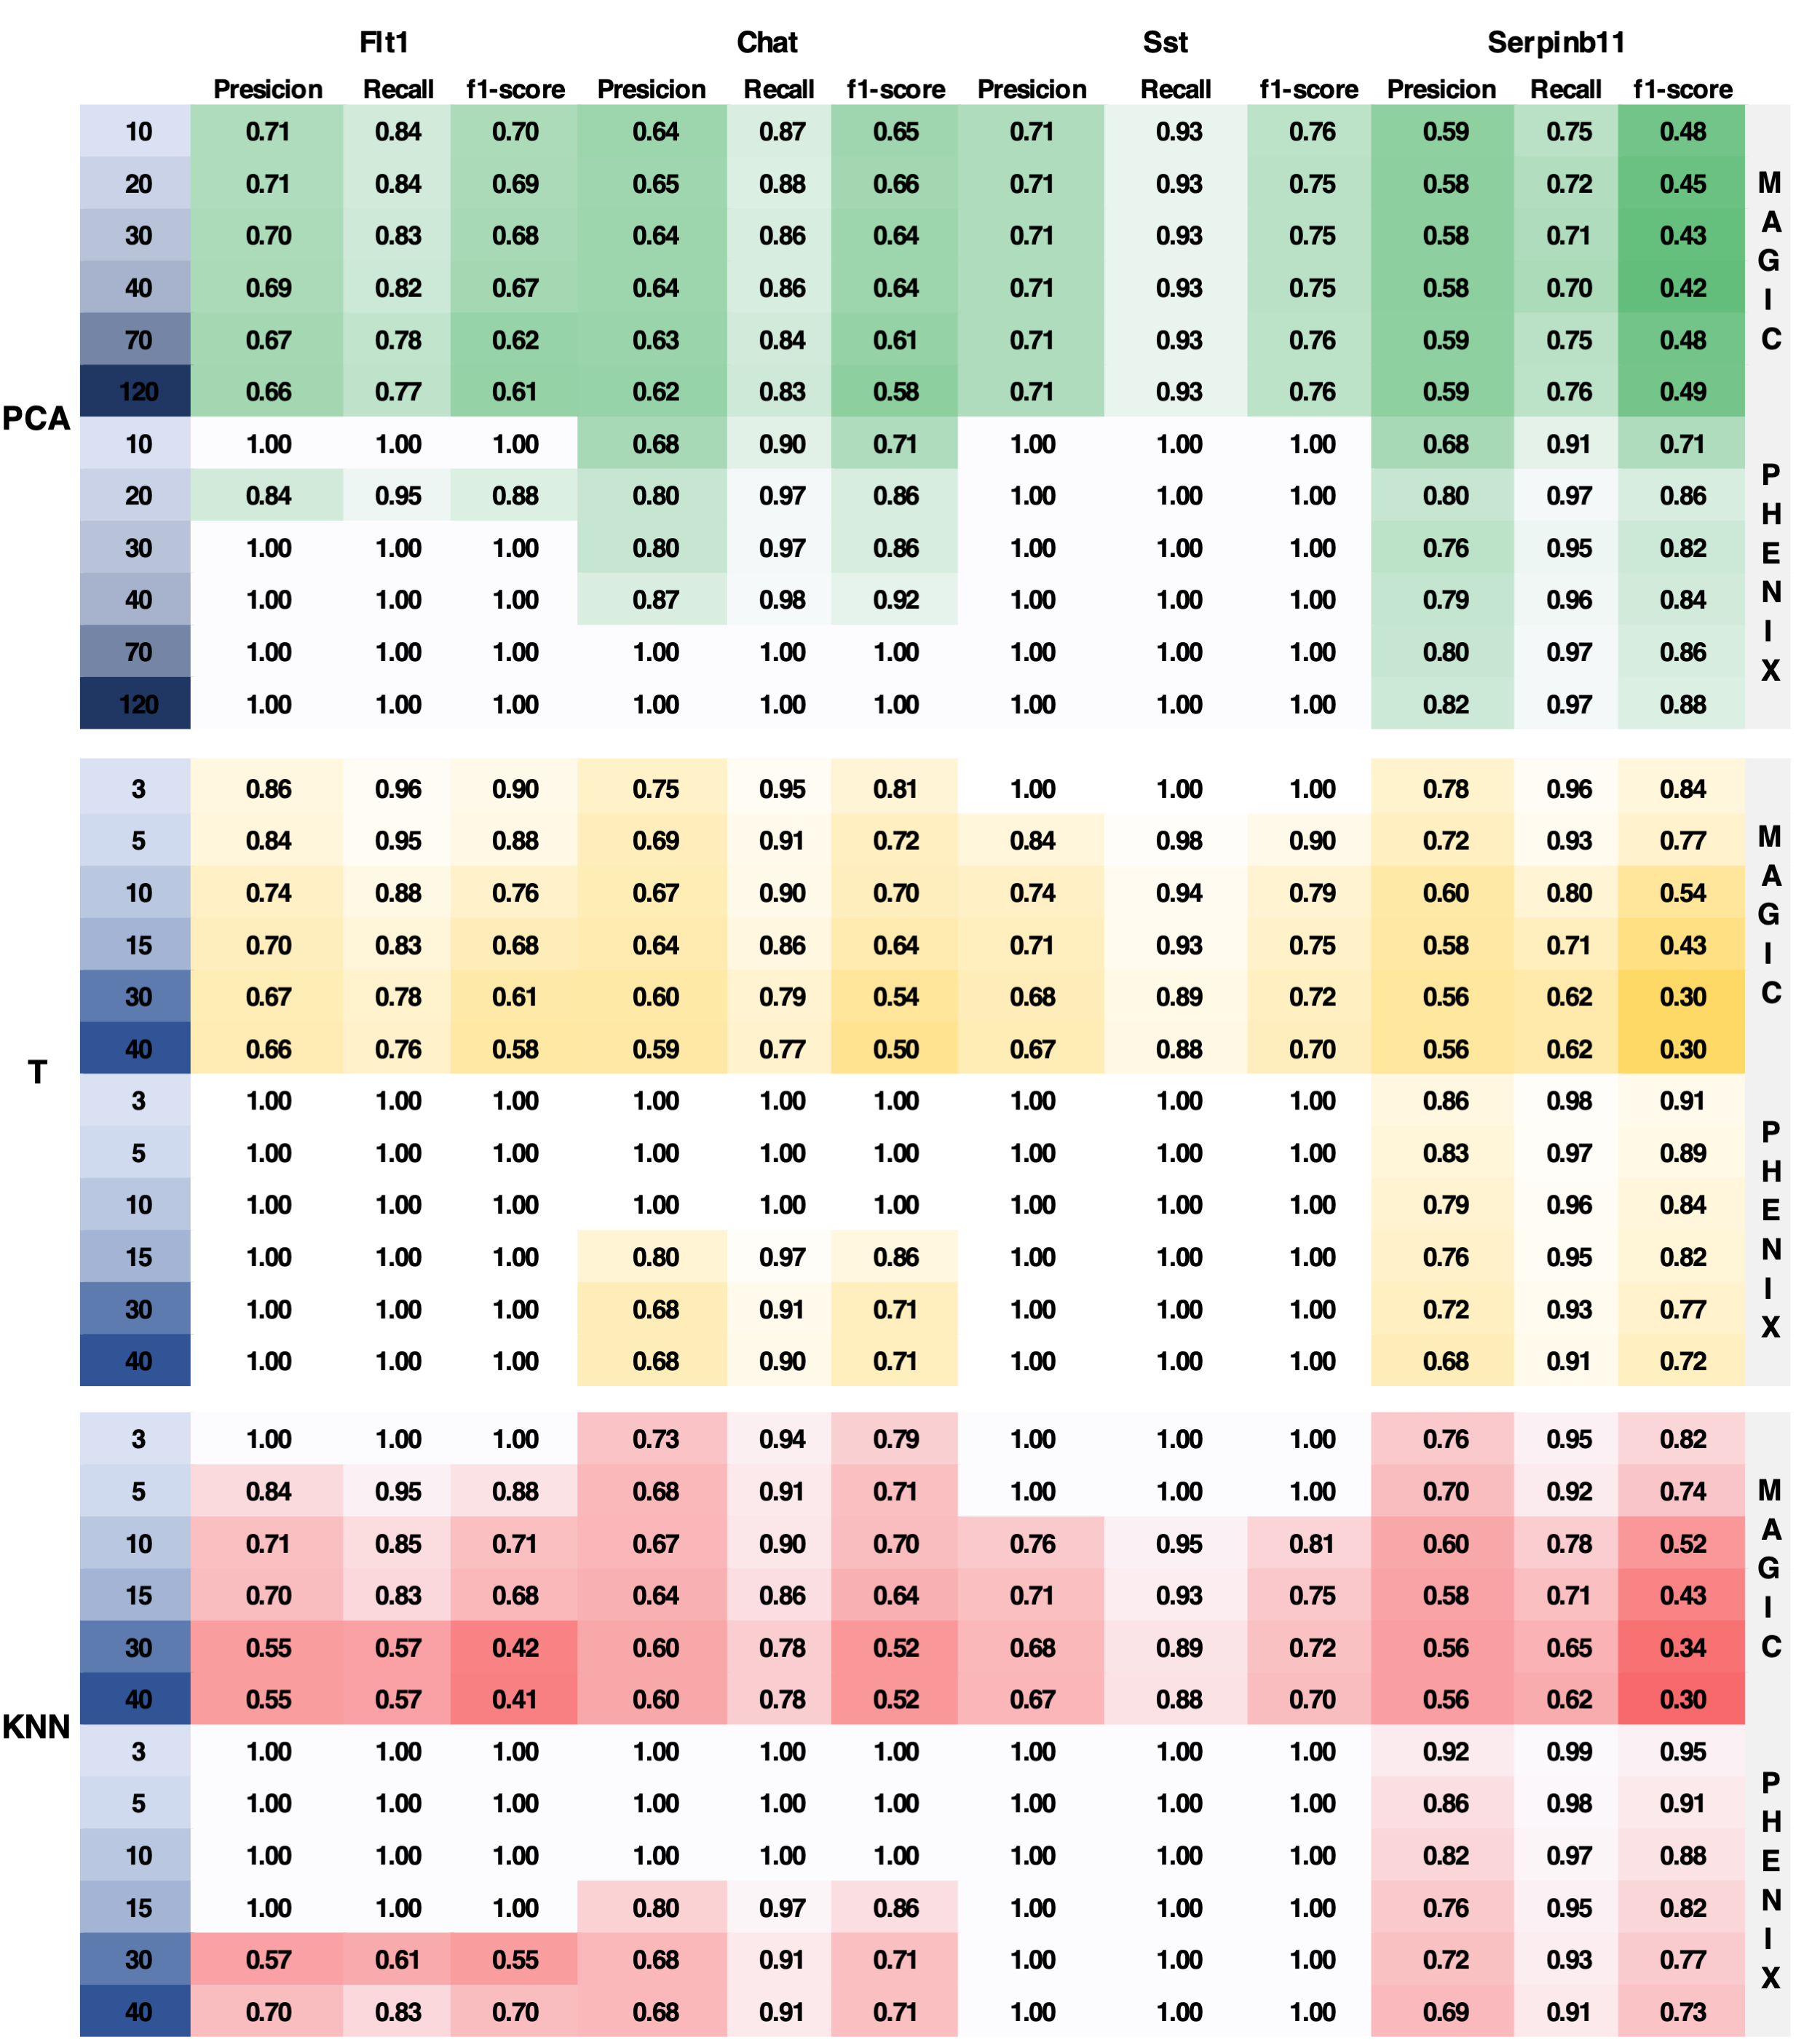 Flt1 Chat Sst Serpinb11
Presicion Recall f1-score Presicion Recall f1-score Presicion Recall f1-score Presicion Recall f1-score
PCA
MAGIC
10 0.71 0.84 0.70 0.64 0.87 0.65 0.71 0.93 0.76 0.59 0.75 0.48
20 0.71 0.84 0.69 0.65 0.88 0.66 0.71 0.93 0.75 0.58 0.72 0.45
30 0.70 0.83 0.68 0.64 0.86 0.64 0.71 0.93 0.75 0.58 0.71 0.43
40 0.69 0.82 0.67 0.64 0.86 0.64 0.71 0.93 0.75 0.58 0.70 0.42
70 0.67 0.78 0.62 0.63 0.84 0.61 0.71 0.93 0.76 0.59 0.75 0.48
120 0.66 0.77 0.61 0.62 0.83 0.58 0.71 0.93 0.76 0.59 0.76 0.49
PHENIX
10 1.00 1.00 1.00 0.68 0.90 0.71 1.00 1.00 1.00 0.68 0.91 0.71
20 0.84 0.95 0.88 0.80 0.97 0.86 1.00 1.00 1.00 0.80 0.97 0.86
30 1.00 1.00 1.00 0.80 0.97 0.86 1.00 1.00 1.00 0.76 0.95 0.82
40 1.00 1.00 1.00 0.87 0.98 0.92 1.00 1.00 1.00 0.79 0.96 0.84
70 1.00 1.00 1.00 1.00 1.00 1.00 1.00 1.00 1.00 0.80 0.97 0.86
120 1.00 1.00 1.00 1.00 1.00 1.00 1.00 1.00 1.00 0.82 0.97 0.88
T
MAGIC
3 0.86 0.96 0.90 0.75 0.95 0.81 1.00 1.00 1.00 0.78 0.96 0.84
5 0.84 0.95 0.88 0.69 0.91 0.72 0.84 0.98 0.90 0.72 0.93 0.77
10 0.74 0.88 0.76 0.67 0.90 0.70 0.74 0.94 0.79 0.60 0.80 0.54
15 0.70 0.83 0.68 0.64 0.86 0.64 0.71 0.93 0.75 0.58 0.71 0.43
30 0.67 0.78 0.61 0.60 0.79 0.54 0.68 0.89 0.72 0.56 0.62 0.30
40 0.66 0.76 0.58 0.59 0.77 0.50 0.67 0.88 0.70 0.56 0.62 0.30
PHENIX
3 1.00 1.00 1.00 1.00 1.00 1.00 1.00 1.00 1.00 0.86 0.98 0.91
5 1.00 1.00 1.00 1.00 1.00 1.00 1.00 1.00 1.00 0.83 0.97 0.89
10 1.00 1.00 1.00 1.00 1.00 1.00 1.00 1.00 1.00 0.79 0.96 0.84
15 1.00 1.00 1.00 0.80 0.97 0.86 1.00 1.00 1.00 0.76 0.95 0.82
30 1.00 1.00 1.00 0.68 0.91 0.71 1.00 1.00 1.00 0.72 0.93 0.77
40 1.00 1.00 1.00 0.68 0.90 0.71 1.00 1.00 1.00 0.68 0.91 0.72
KNN
MAGIC
3 1.00 1.00 1.00 0.73 0.94 0.79 1.00 1.00 1.00 0.76 0.95 0.82
5 0.84 0.95 0.88 0.68 0.91 0.71 1.00 1.00 1.00 0.70 0.92 0.74
10 0.71 0.85 0.71 0.67 0.90 0.70 0.76 0.95 0.81 0.60 0.78 0.52
15 0.70 0.83 0.68 0.64 0.86 0.64 0.71 0.93 0.75 0.58 0.71 0.43
30 0.55 0.57 0.42 0.60 0.78 0.52 0.68 0.89 0.72 0.56 0.65 0.34
40 0.55 0.57 0.41 0.60 0.78 0.52 0.67 0.88 0.70 0.56 0.62 0.30
PHENIX
3 1.00 1.00 1.00 1.00 1.00 1.00 1.00 1.00 1.00 0.92 0.99 0.95
5 1.00 1.00 1.00 1.00 1.00 1.00 1.00 1.00 1.00 0.86 0.98 0.91
10 1.00 1.00 1.00 1.00 1.00 1.00 1.00 1.00 1.00 0.82 0.97 0.88
15 1.00 1.00 1.00 0.80 0.97 0.86 1.00 1.00 1.00 0.76 0.95 0.82
30 0.57 0.61 0.55 0.68 0.91 0.71 1.00 1.00 1.00 0.72 0.93 0.77
40 0.70 0.83 0.70 0.68 0.91 0.71 1.00 1.00 1.00 0.69 0.91 0.73